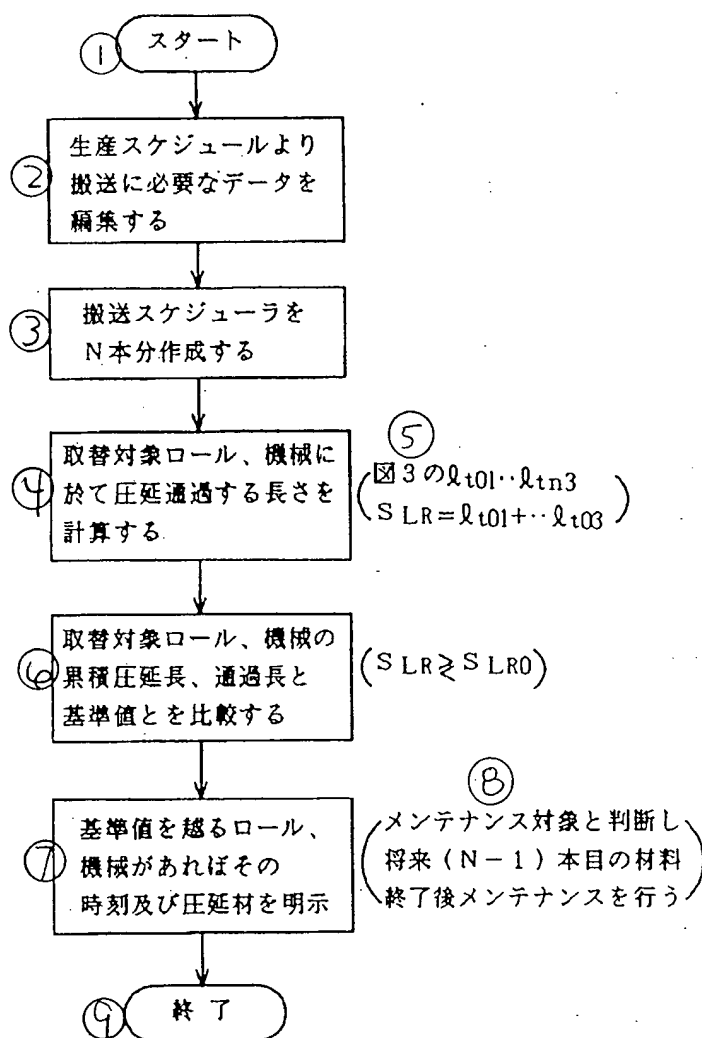 ① スタート
② 生産スケジュールより
搬送に必要なデータを
編集する
③ 搬送スケジューラを
N本分作成する
④ 取替対象ロール、機械に
於て圧延通過する長さを
計算する
⑤
図3のℓt01‥ℓtn3
SLR=ℓt01+‥ℓt03
⑥ 取替対象ロール、機械の
累積圧延長、通過長と
基準値とを比較する
(SLR≷SLR0)
⑦ 基準値を越るロール、
機械があればその
時刻及び圧延材を明示
⑧
メンテナンス対象と判断し
将来(N-1)本目の材料
終了後メンテナンスを行う
⑨ 終了